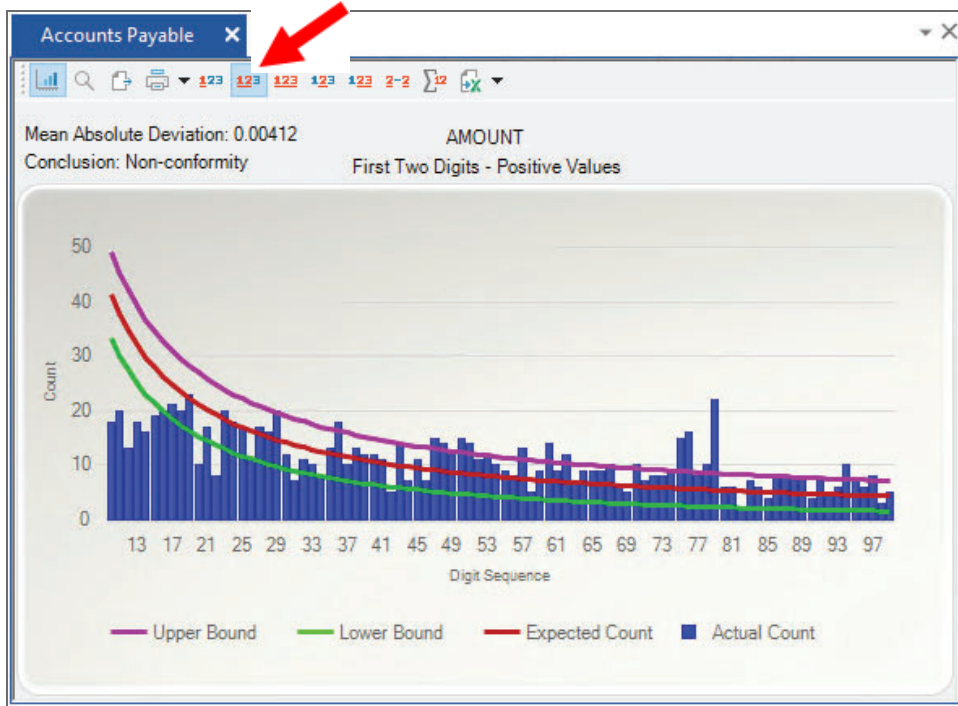 Accounts Payable
123 123 123 123 123 2-2 Σ12 X
Mean Absolute Deviation: 0.00412
Conclusion: Non-conformity
AMOUNT
First Two Digits - Positive Values
50
40
30
20
10
0
Count
13 17 21 25 29 33 37 41 45 49 53 57 61 65 69 73 77 81 85 89 93 97
Digit Sequence
Upper Bound Lower Bound Expected Count Actual Count